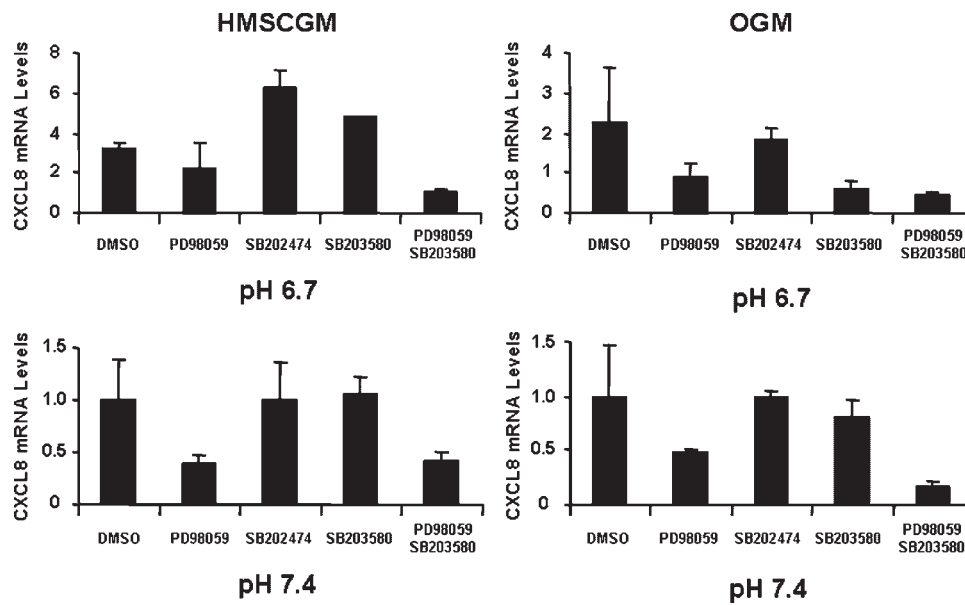 HMSCGM
CXCL8 mRNA Levels
8
6
4
2
0
DMSO
PD98059
SB202474
SB203580
PD98059
SB203580
pH 6.7
OGM
CXCL8 mRNA Levels
4
3
2
1
0
DMSO
PD98059
SB202474
SB203580
PD98059
SB203580
pH 6.7
CXCL8 mRNA Levels
1.5
1.0
0.5
0
DMSO
PD98059
SB202474
SB203580
PD98059
SB203580
pH 7.4
CXCL8 mRNA Levels
1.5
1.0
0.5
0
DMSO
PD98059
SB202474
SB203580
PD98059
SB203580
pH 7.4